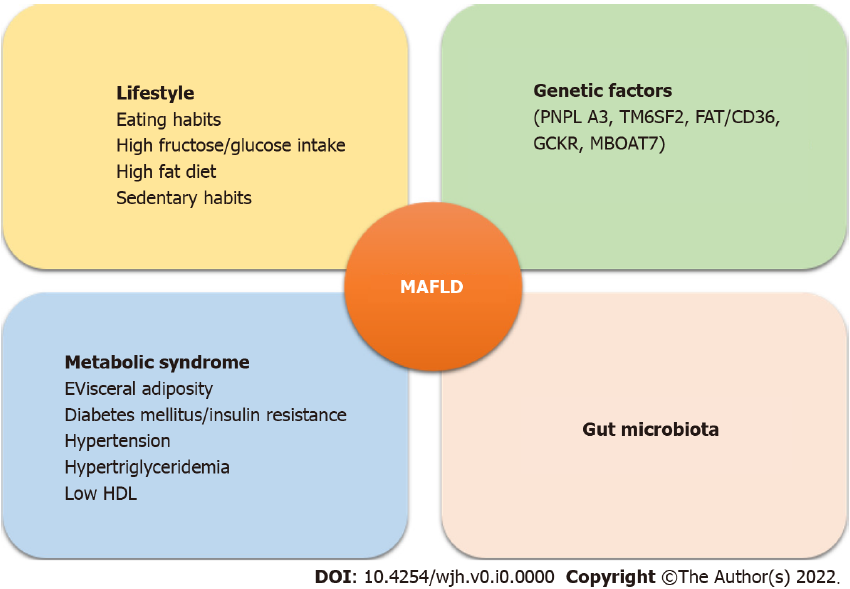 Lifestyle
Eating habits
High fructose/glucose intake
High fat diet
Sedentary habits
Genetic factors
(PNPL A3, TM6SF2, FAT/CD36,
GCKR, MBOAT7)
MAFLD
Metabolic syndrome
EVisceral adiposity
Diabetes mellitus/insulin resistance
Hypertension
Hypertriglyceridemia
Low HDL
Gut microbiota
DOI: 10.4254/wjh.v0.i0.0000 Copyright ©The Author(s) 2022.